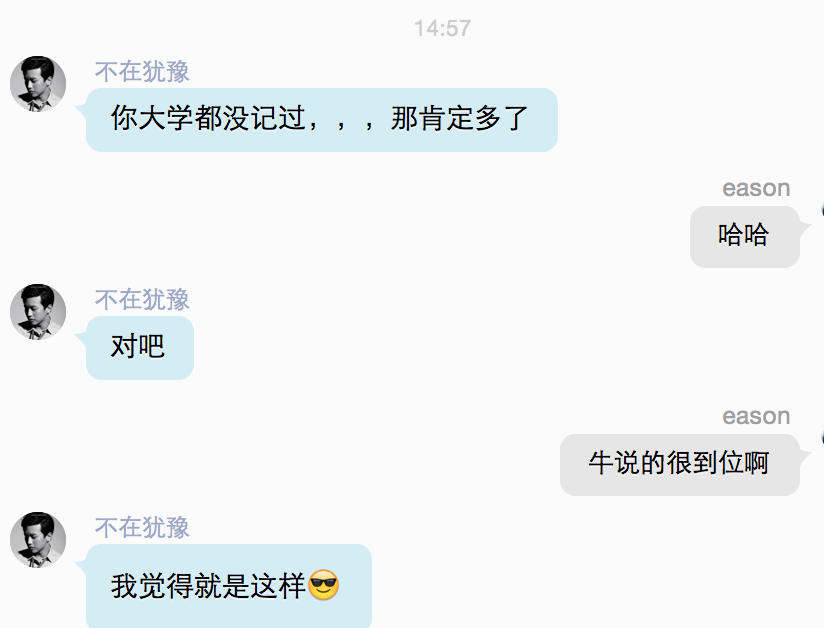 14:57
不在犹豫
你大学都没记过，，，那肯定多了
eason
哈哈
不在犹豫
对吧
eason
牛说的很到位啊
不在犹豫
我觉得就是这样😎